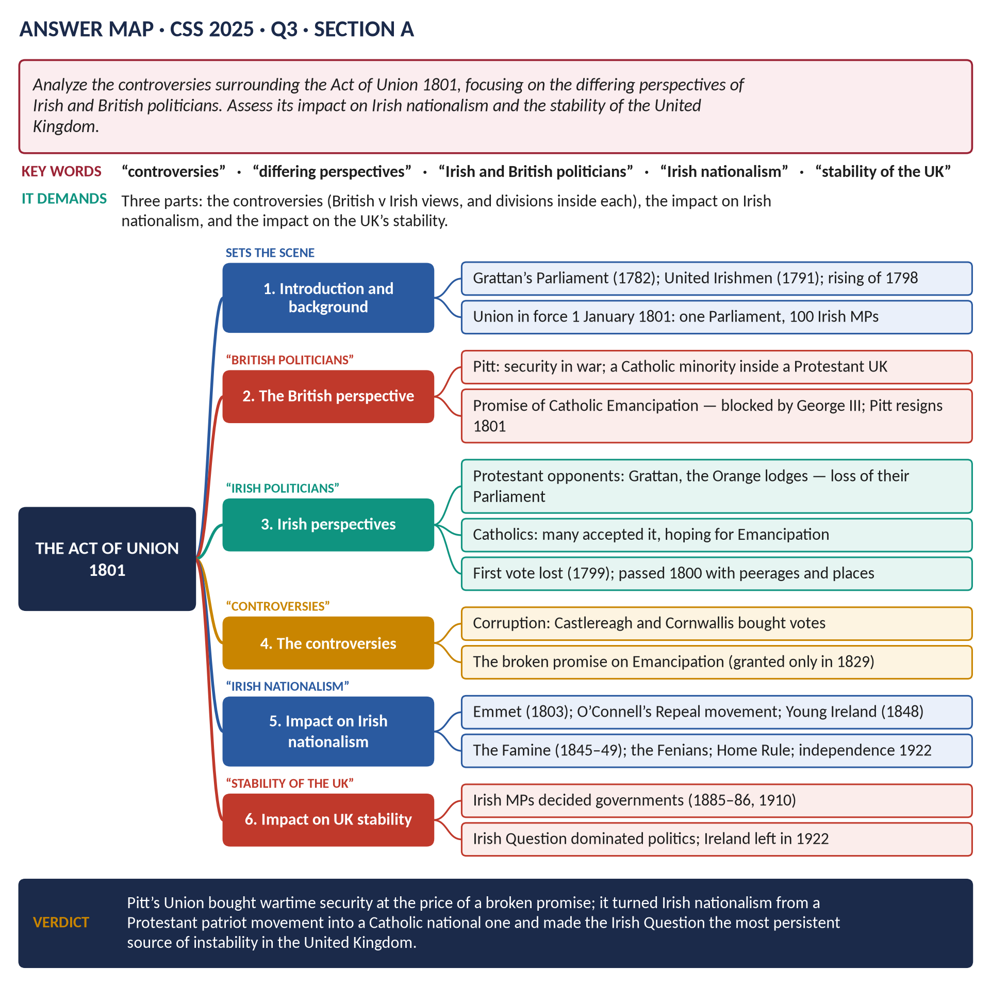 ANSWER MAP · CSS 2025 · Q3 · SECTION A
Analyze the controversies surrounding the Act of Union 1801, focusing on the differing perspectives of
Irish and British politicians. Assess its impact on Irish nationalism and the stability of the United
Kingdom.
KEY WORDS “controversies” · “differing perspectives” · “Irish and British politicians” · “Irish nationalism” · “stability of the UK”
IT DEMANDS Three parts: the controversies (British v Irish views, and divisions inside each), the impact on Irish
nationalism, and the impact on the UK’s stability.
THE ACT OF UNION
1801
SETS THE SCENE
1. Introduction and
background
Grattan’s Parliament (1782); United Irishmen (1791); rising of 1798
Union in force 1 January 1801: one Parliament, 100 Irish MPs
“BRITISH POLITICIANS”
2. The British perspective
Pitt: security in war; a Catholic minority inside a Protestant UK
Promise of Catholic Emancipation — blocked by George III; Pitt resigns
1801
“IRISH POLITICIANS”
3. Irish perspectives
Protestant opponents: Grattan, the Orange lodges — loss of their
Parliament
Catholics: many accepted it, hoping for Emancipation
First vote lost (1799); passed 1800 with peerages and places
“CONTROVERSIES”
4. The controversies
Corruption: Castlereagh and Cornwallis bought votes
The broken promise on Emancipation (granted only in 1829)
“IRISH NATIONALISM”
5. Impact on Irish
nationalism
Emmet (1803); O’Connell’s Repeal movement; Young Ireland (1848)
The Famine (1845–49); the Fenians; Home Rule; independence 1922
“STABILITY OF THE UK”
6. Impact on UK stability
Irish MPs decided governments (1885–86, 1910)
Irish Question dominated politics; Ireland left in 1922
VERDICT
Pitt’s Union bought wartime security at the price of a broken promise; it turned Irish nationalism from a
Protestant patriot movement into a Catholic national one and made the Irish Question the most persistent
source of instability in the United Kingdom.